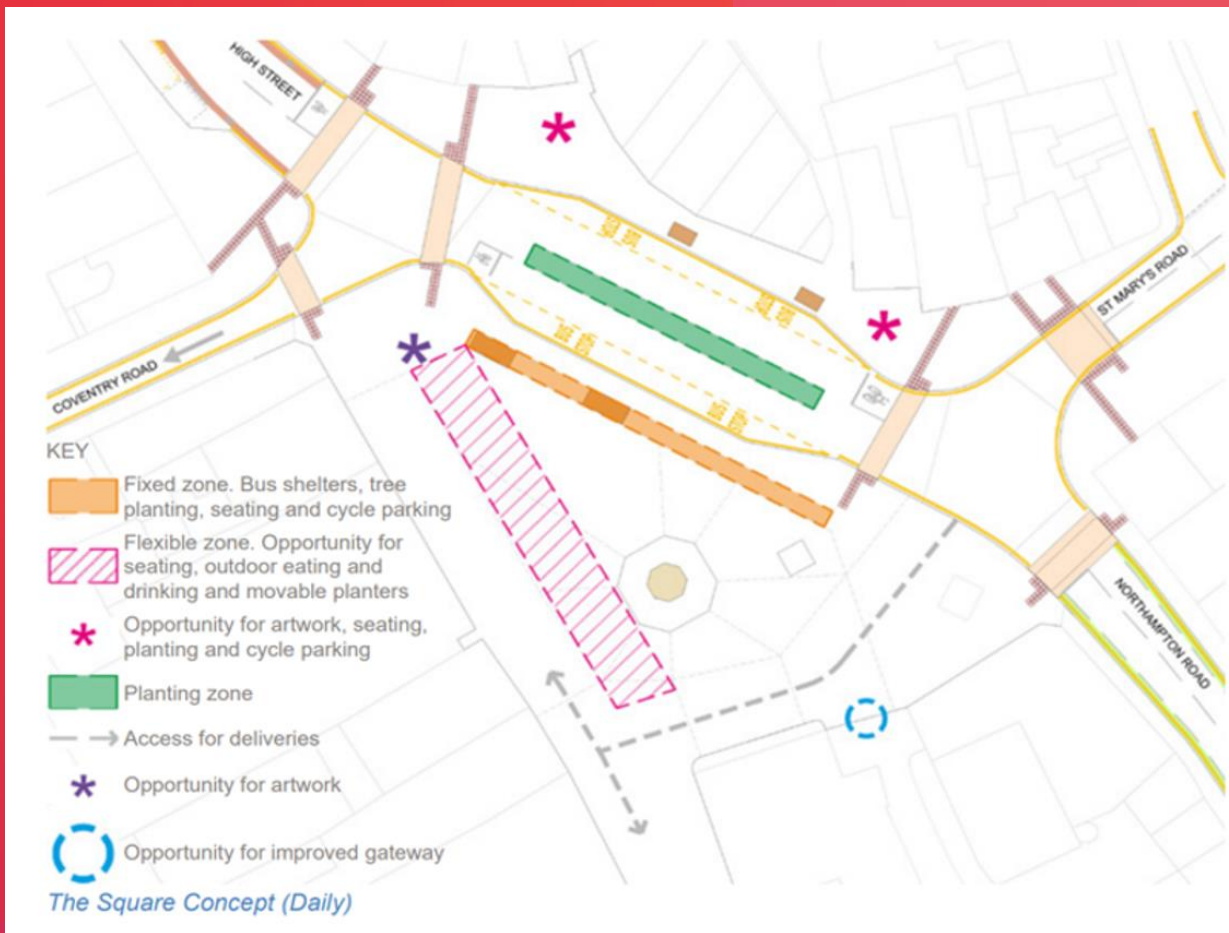 HIGH STREET
ST MARY'S ROAD
COVENTRY ROAD
NORTHAMPTON ROAD
KEY
Fixed zone. Bus shelters, tree
planting, seating and cycle parking
Flexible zone. Opportunity for
seating, outdoor eating and
drinking and movable planters
Opportunity for artwork, seating,
planting and cycle parking
Planting zone
Access for deliveries
Opportunity for artwork
Opportunity for improved gateway
The Square Concept (Daily)